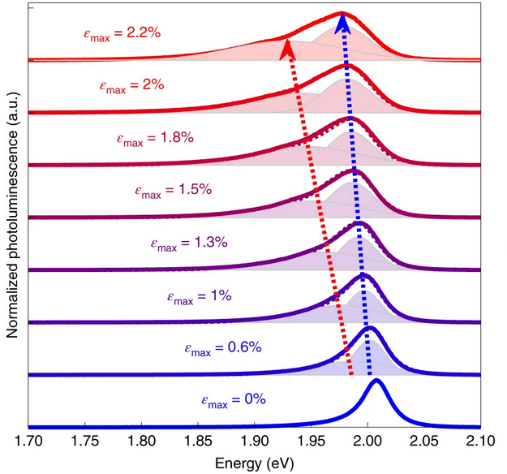 Normalized photoluminescence (a.u.)
εmax = 2.2%
εmax = 2%
εmax = 1.8%
εmax = 1.5%
εmax = 1.3%
εmax = 1%
εmax = 0.6%
εmax = 0%
1.70 1.75 1.80 1.85 1.90 1.95 2.00 2.05 2.10
Energy (eV)